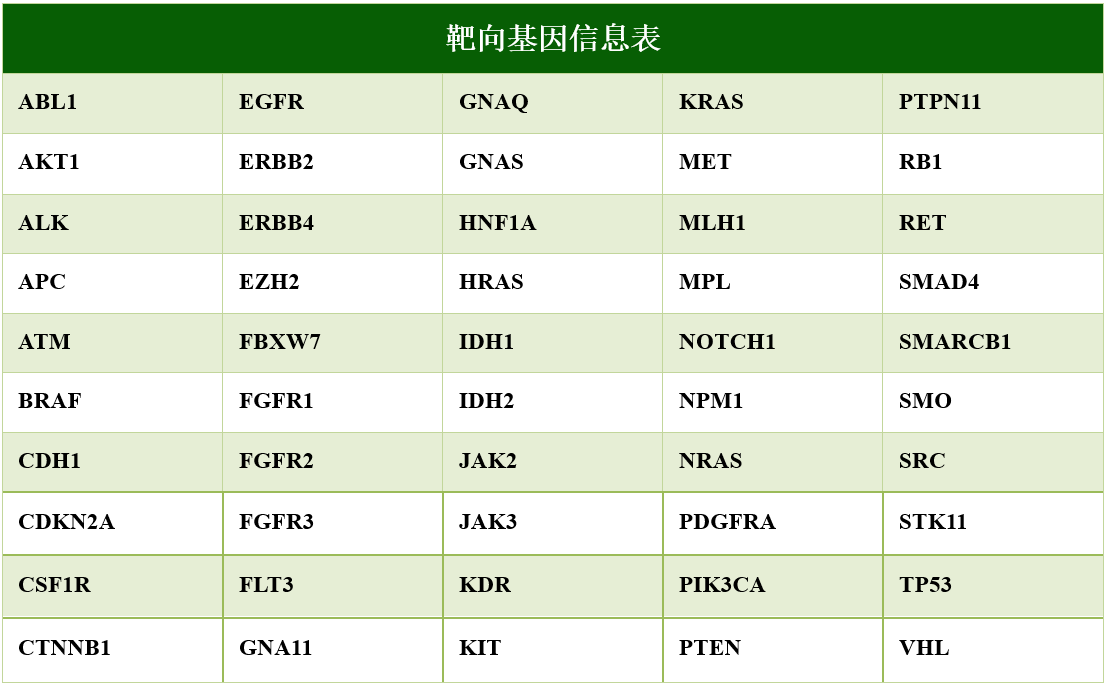 靶向基因信息表
ABL1 EGFR GNAQ KRAS PTPN11
AKT1 ERBB2 GNAS MET RB1
ALK ERBB4 HNF1A MLH1 RET
APC EZH2 HRAS MPL SMAD4
ATM FBXW7 IDH1 NOTCH1 SMARCB1
BRAF FGFR1 IDH2 NPM1 SMO
CDH1 FGFR2 JAK2 NRAS SRC
CDKN2A FGFR3 JAK3 PDGFRA STK11
CSF1R FLT3 KDR PIK3CA TP53
CTNNB1 GNA11 KIT PTEN VHL